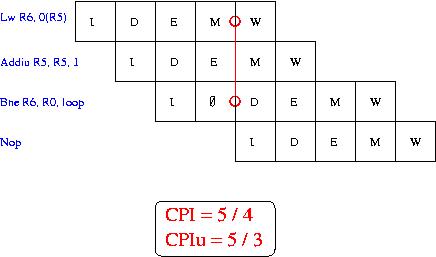 Lw R6, 0(R5) I D E M W
Addiu R5, R5, 1 I D E M W
Bne R6, R0, loop I Ø D E M W
Nop I D E M W
CPI = 5 / 4
CPIu = 5 / 3